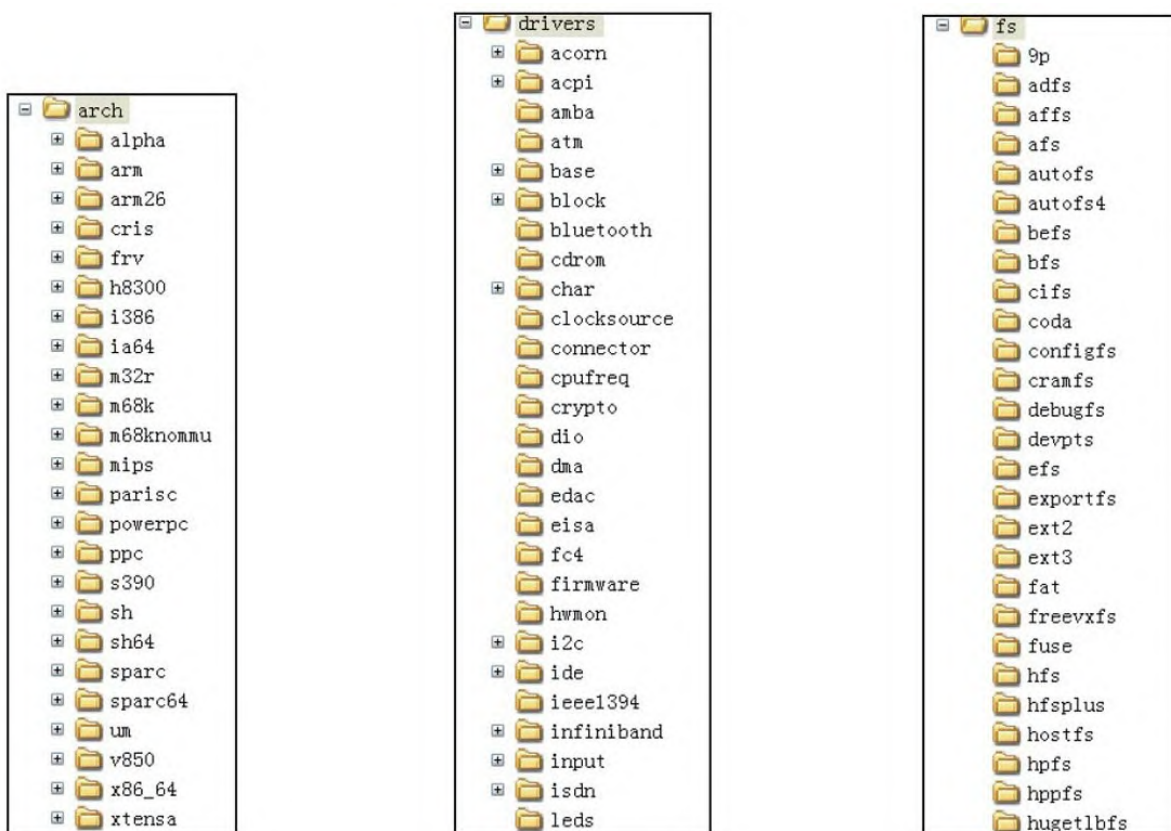 arch
alpha
arm
arm26
cris
frv
h8300
i386
ia64
m32r
m68k
m68knommu
mips
parisc
powerpc
ppc
s390
sh
sh64
sparc
sparc64
um
v850
x86_64
xtensa
drivers
acorn
acpi
amba
atm
base
block
bluetooth
cdrom
char
clocksource
connector
cpufreq
crypto
dio
dma
edac
eisa
fc4
firmware
hwmon
i2c
ide
ieee1394
infiniband
input
isdn
leds
fs
9p
adfs
affs
afs
autofs
autofs4
befs
bfs
cifs
coda
configfs
cramfs
debugfs
devpts
efs
exportfs
ext2
ext3
fat
freevxfs
fuse
hfs
hfsplus
hostfs
hpfs
hppfs
hugetlbfs